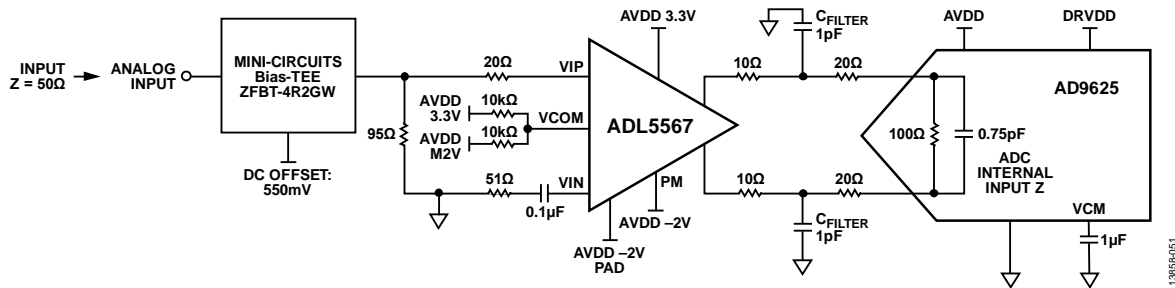 INPUT
Z = 50Ω
ANALOG
INPUT
MINI-CIRCUITS
Bias-TEE
ZFBT-4R2GW
DC OFFSET:
550mV
95Ω
20Ω
VIP
AVDD
3.3V
10kΩ
VCOM
AVDD
M2V
10kΩ
51Ω
0.1µF
VIN
AVDD 3.3V
ADL5567
PM
AVDD –2V
AVDD –2V
PAD
CFILTER
1pF
10Ω
20Ω
10Ω
20Ω
CFILTER
1pF
AVDD
DRVDD
AD9625
100Ω
0.75pF
ADC
INTERNAL
INPUT Z
VCM
1µF
13858-051